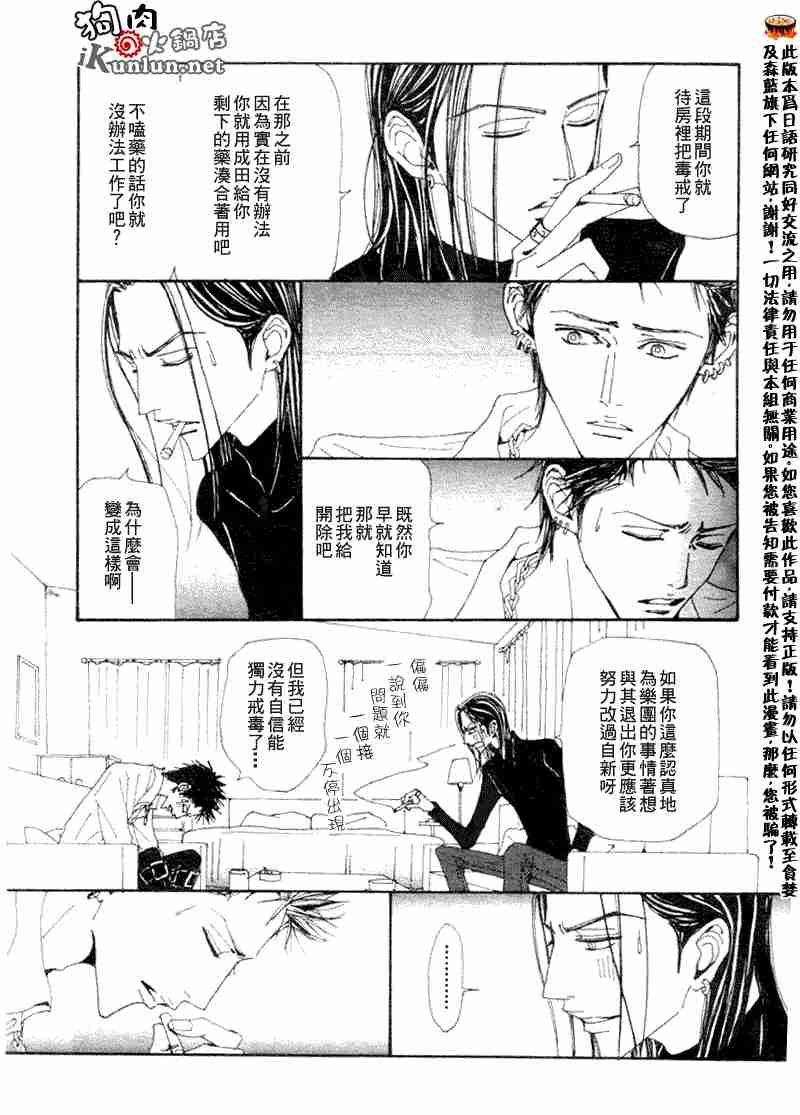 狗肉火鍋店
iKunlun.net
此版本爲日語研究同好交流之用，請勿用于任何商業用途。如您喜歡此作品，請支持正版！請勿以任何形式轉載至貪婪
及淼藍旗下任何網站，謝謝！一切法律責任與本組無關。如果您被告知需要付款才能看到此漫畫，那麼，您被騙了！
這段期間你就
待房裡把毒戒了
在那之前
因為實在沒有辦法
你就用成田給你
剩下的藥湊合著用吧
不嗑藥的話你就
沒辦法工作了吧？
為什麼會──
變成這樣啊
既然你
早就知道
那就
把我給
開除吧
如果你這麼認真地
為樂團的事情著想
與其退出你更應該
努力改過自新呀
偏偏
一說到你
問題就
一個接
一個──
不停出現
但我已經
沒有自信能
獨力戒毒了…
………